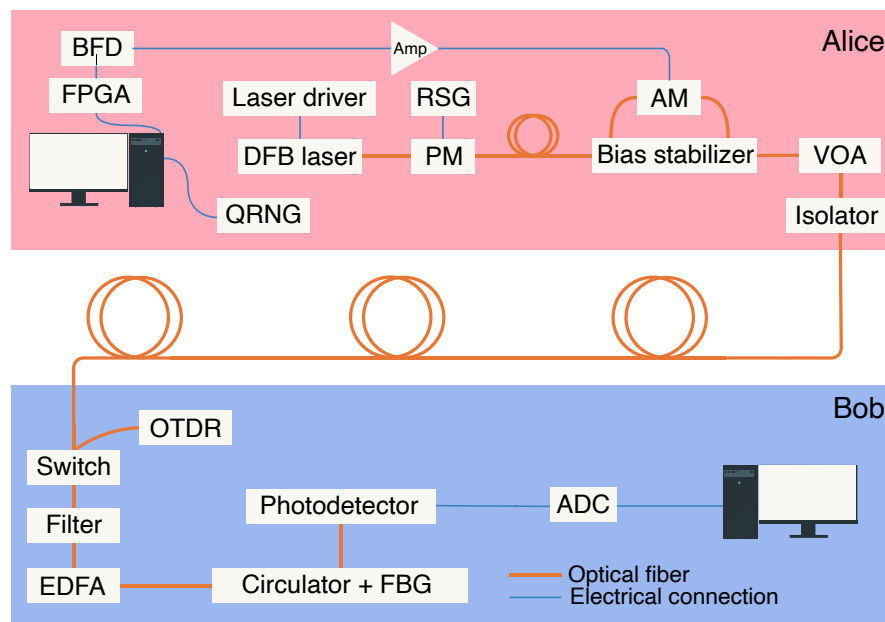 Alice
BFD
Amp
FPGA
Laser driver
RSG
AM
DFB laser
PM
Bias stabilizer
VOA
QRNG
Isolator
Bob
OTDR
Switch
Photodetector
ADC
Filter
EDFA
Circulator + FBG
Optical fiber
Electrical connection